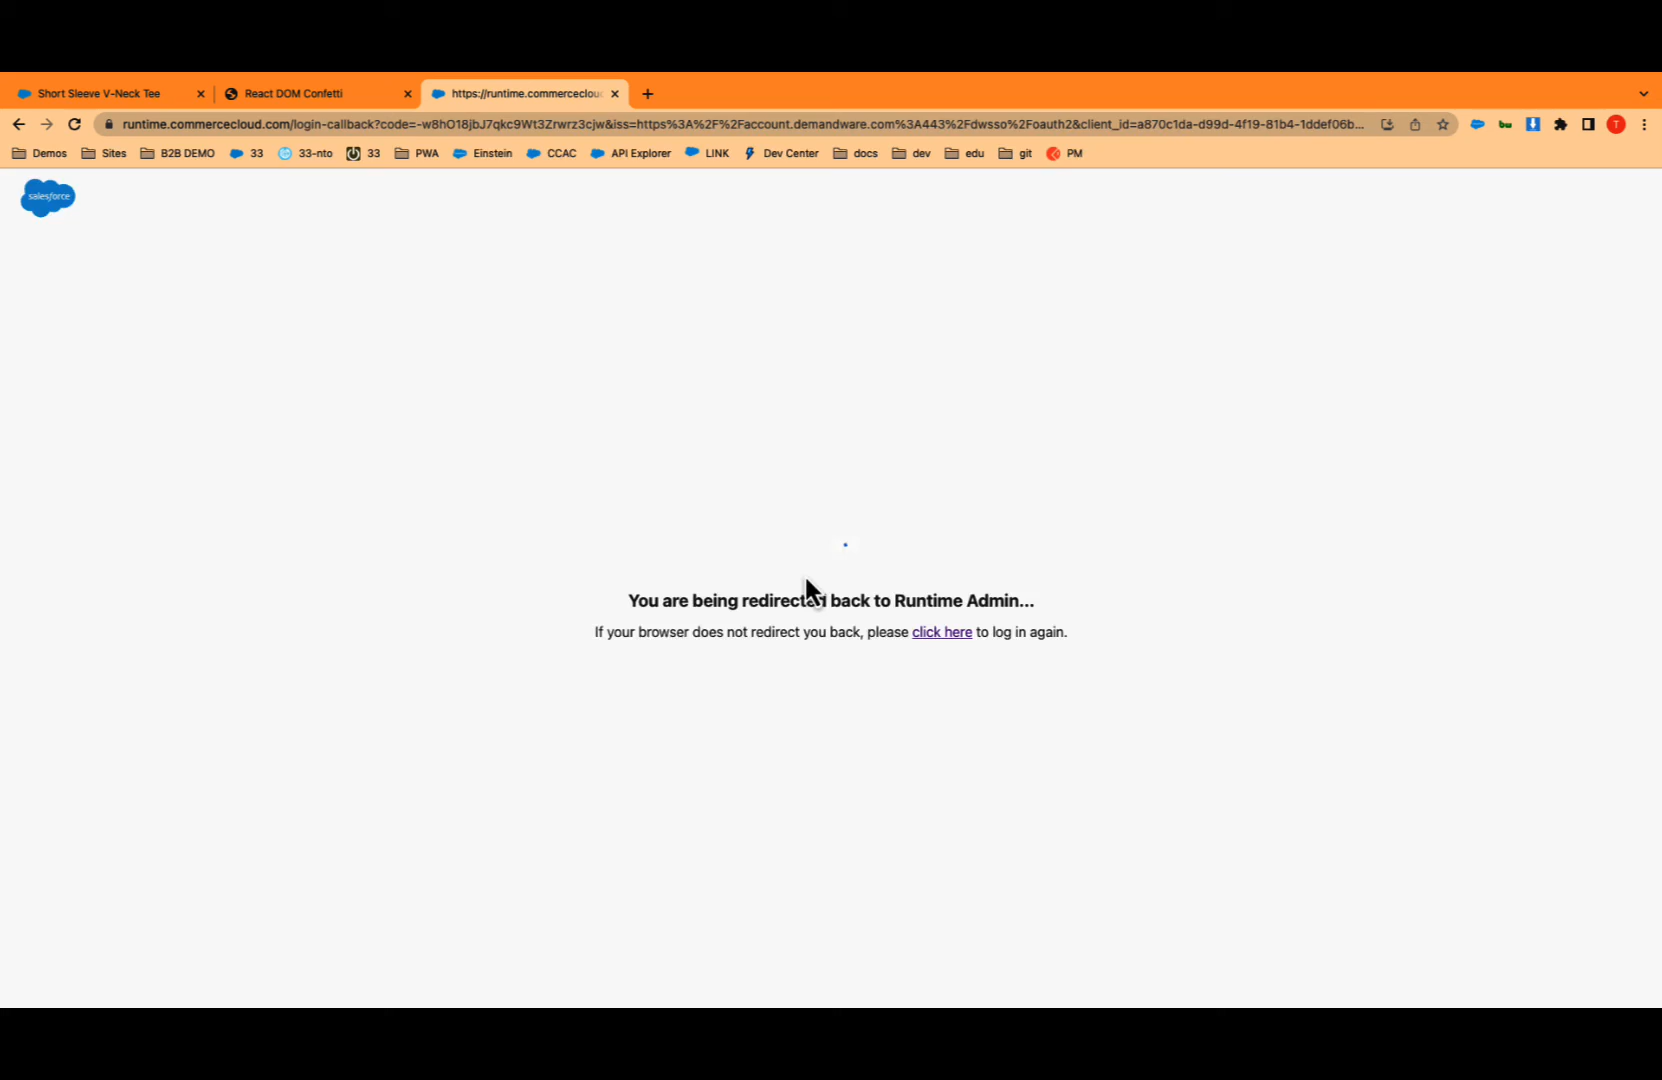 Short Sleeve V-Neck Tee
React DOM Confetti
https://runtime.commerceclou
runtime.commercecloud.com/login-callback?code=-w8hO18jbJ7qkc9Wt3Zrwrz3cjw&iss=https%3A%2F%2Faccount.demandware.com%3A443%2Fdwsso%2Foauth2&client_id=a870c1da-d99d-4f19-81b4-1ddef06b...
T
Demos Sites B2B DEMO 33 33-nto 33 PWA Einstein CCAC API Explorer LINK Dev Center docs dev edu git PM
salesforce
You are being redirected back to Runtime Admin...
If your browser does not redirect you back, please click here to log in again.